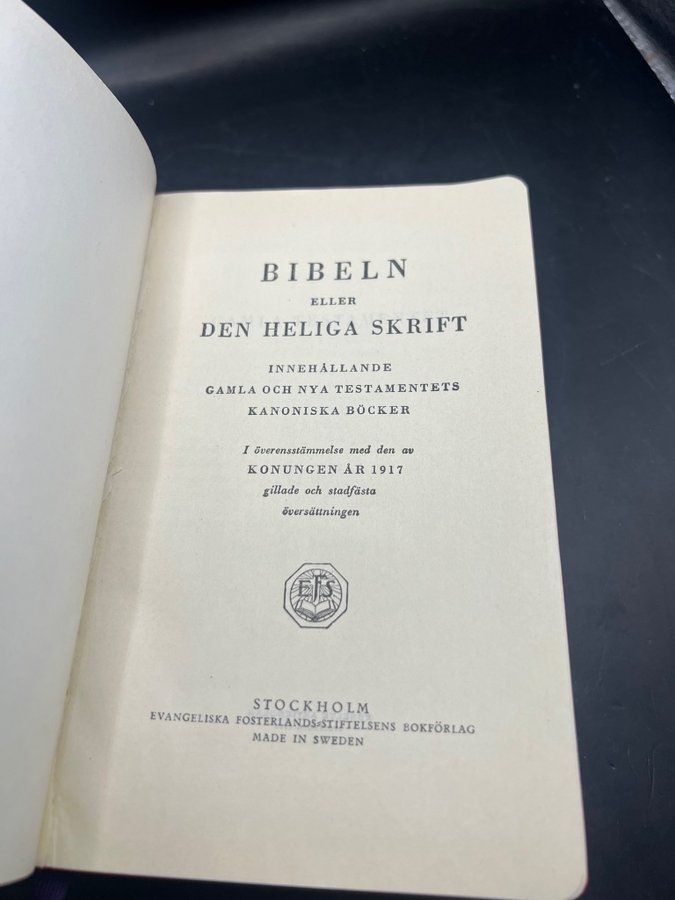 BIBELN
ELLER
DEN HELIGA SKRIFT
INNEHÅLLANDE
GAMLA OCH NYA TESTAMENTETS
KANONISKA BÖCKER
I överensstämmelse med den av
KONUNGEN ÅR 1917
gillade och stadfästa
översättningen
EFS
STOCKHOLM
EVANGELISKA FOSTERLANDS-STIFTELSENS BOKFÖRLAG
MADE IN SWEDEN